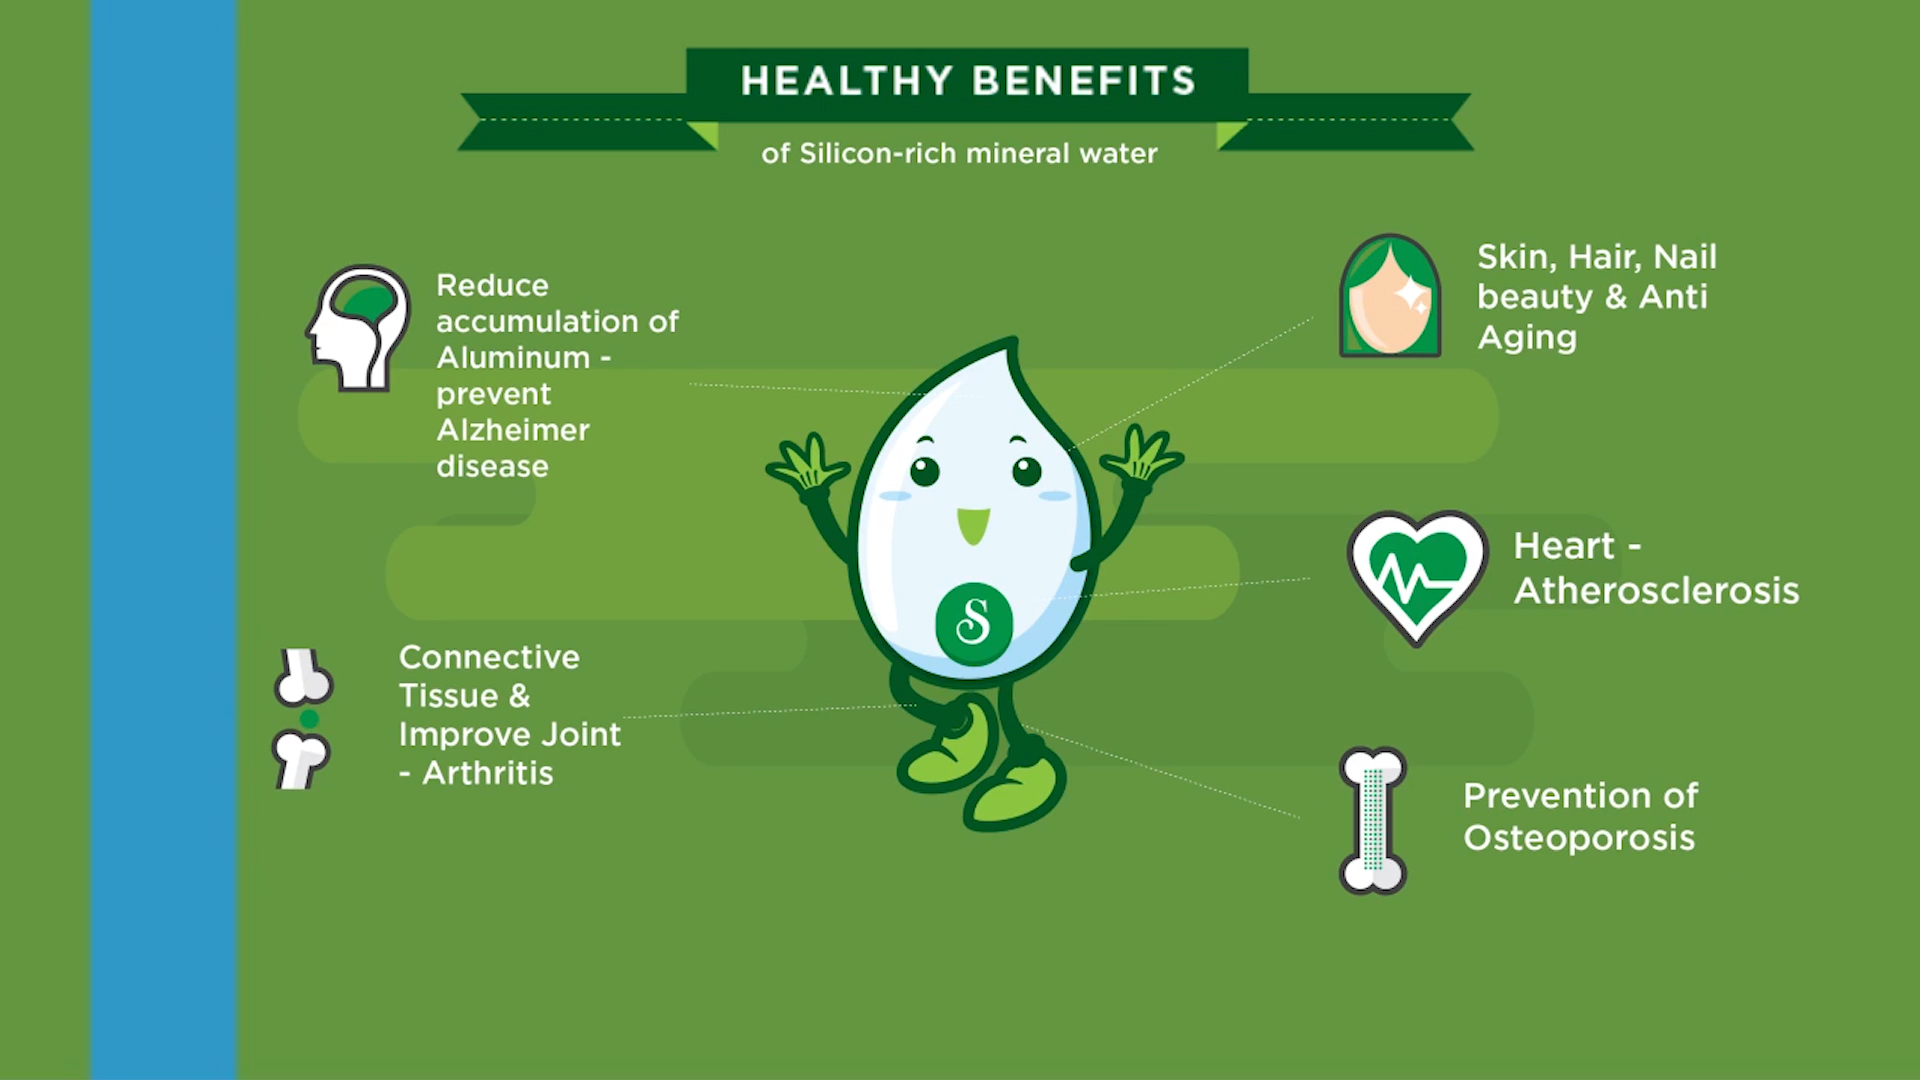 HEALTHY BENEFITS
of Silicon-rich mineral water
Reduce
accumulation of
Aluminum -
prevent
Alzheimer
disease
Skin, Hair, Nail
beauty & Anti
Aging
Heart -
Atherosclerosis
S
Connective
Tissue &
Improve Joint
- Arthritis
Prevention of
Osteoporosis